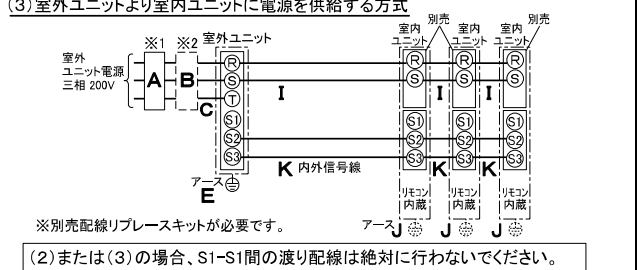 (3)室外ユニットより室内ユニットに電源を供給する方式
※1 ※2 室外ユニット
室内ユニット 別売 室内ユニット 室内ユニット 別売
室外
ユニット電源
三相 200V
A B C
R R R R
S S S S
T
I I I
S1 S1 S1 S1
S2 S2 S2 S2
S3 S3 S3 S3
K 内外信号線 K K
アース
E
リモコン内蔵 リモコン内蔵 リモコン内蔵
アース J J J
※別売配線リプレースキットが必要です。
(2)または(3)の場合、S1-S1間の渡り配線は絶対に行わないでください。